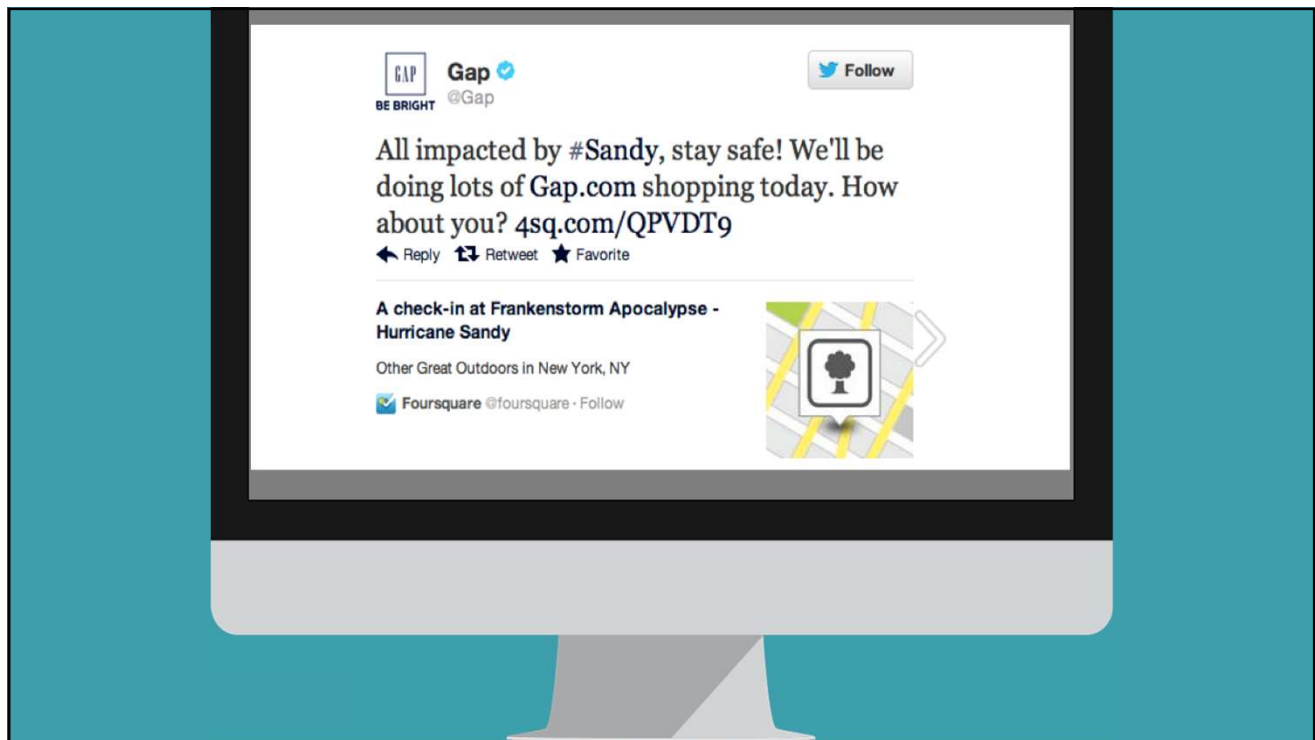 GAP
BE BRIGHT
Gap
@Gap
Follow
All impacted by #Sandy, stay safe! We'll be
doing lots of Gap.com shopping today. How
about you? 4sq.com/QPVDT9
Reply Retweet Favorite
A check-in at Frankenstorm Apocalypse -
Hurricane Sandy
Other Great Outdoors in New York, NY
Foursquare @foursquare · Follow